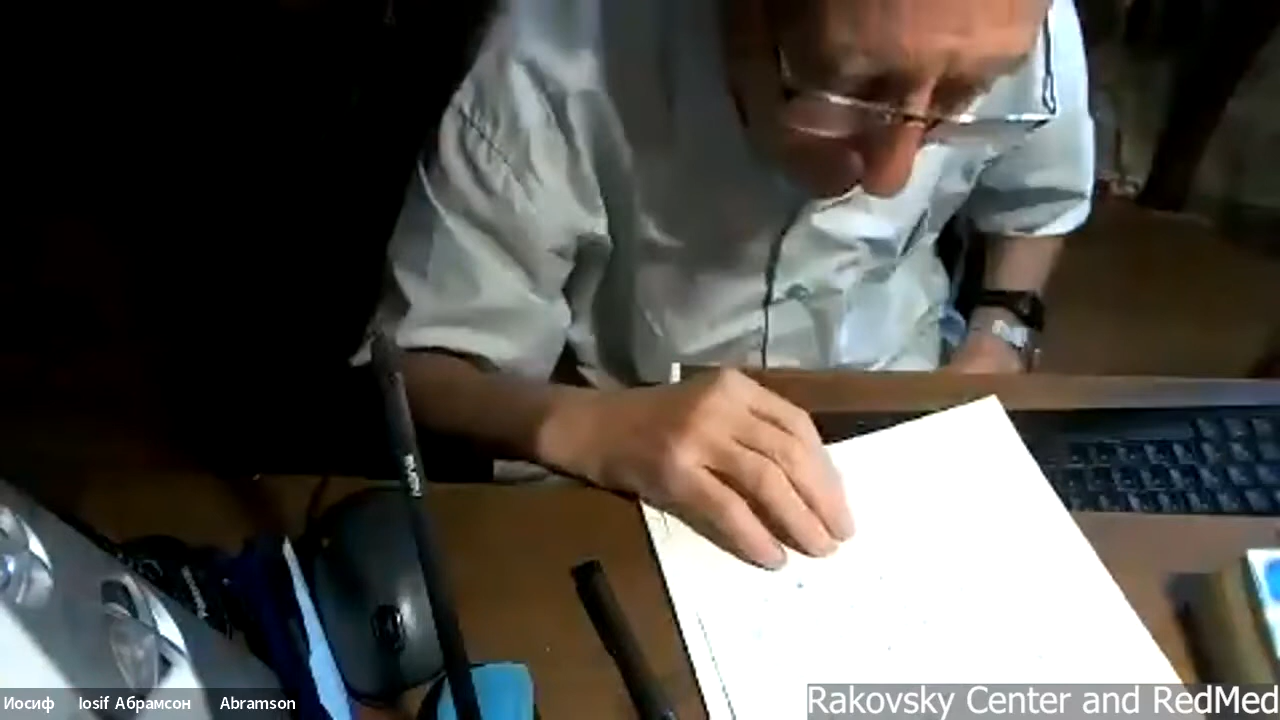 Иосиф Iosif Абрамсон Abramson
Rakovsky Center and RedMed